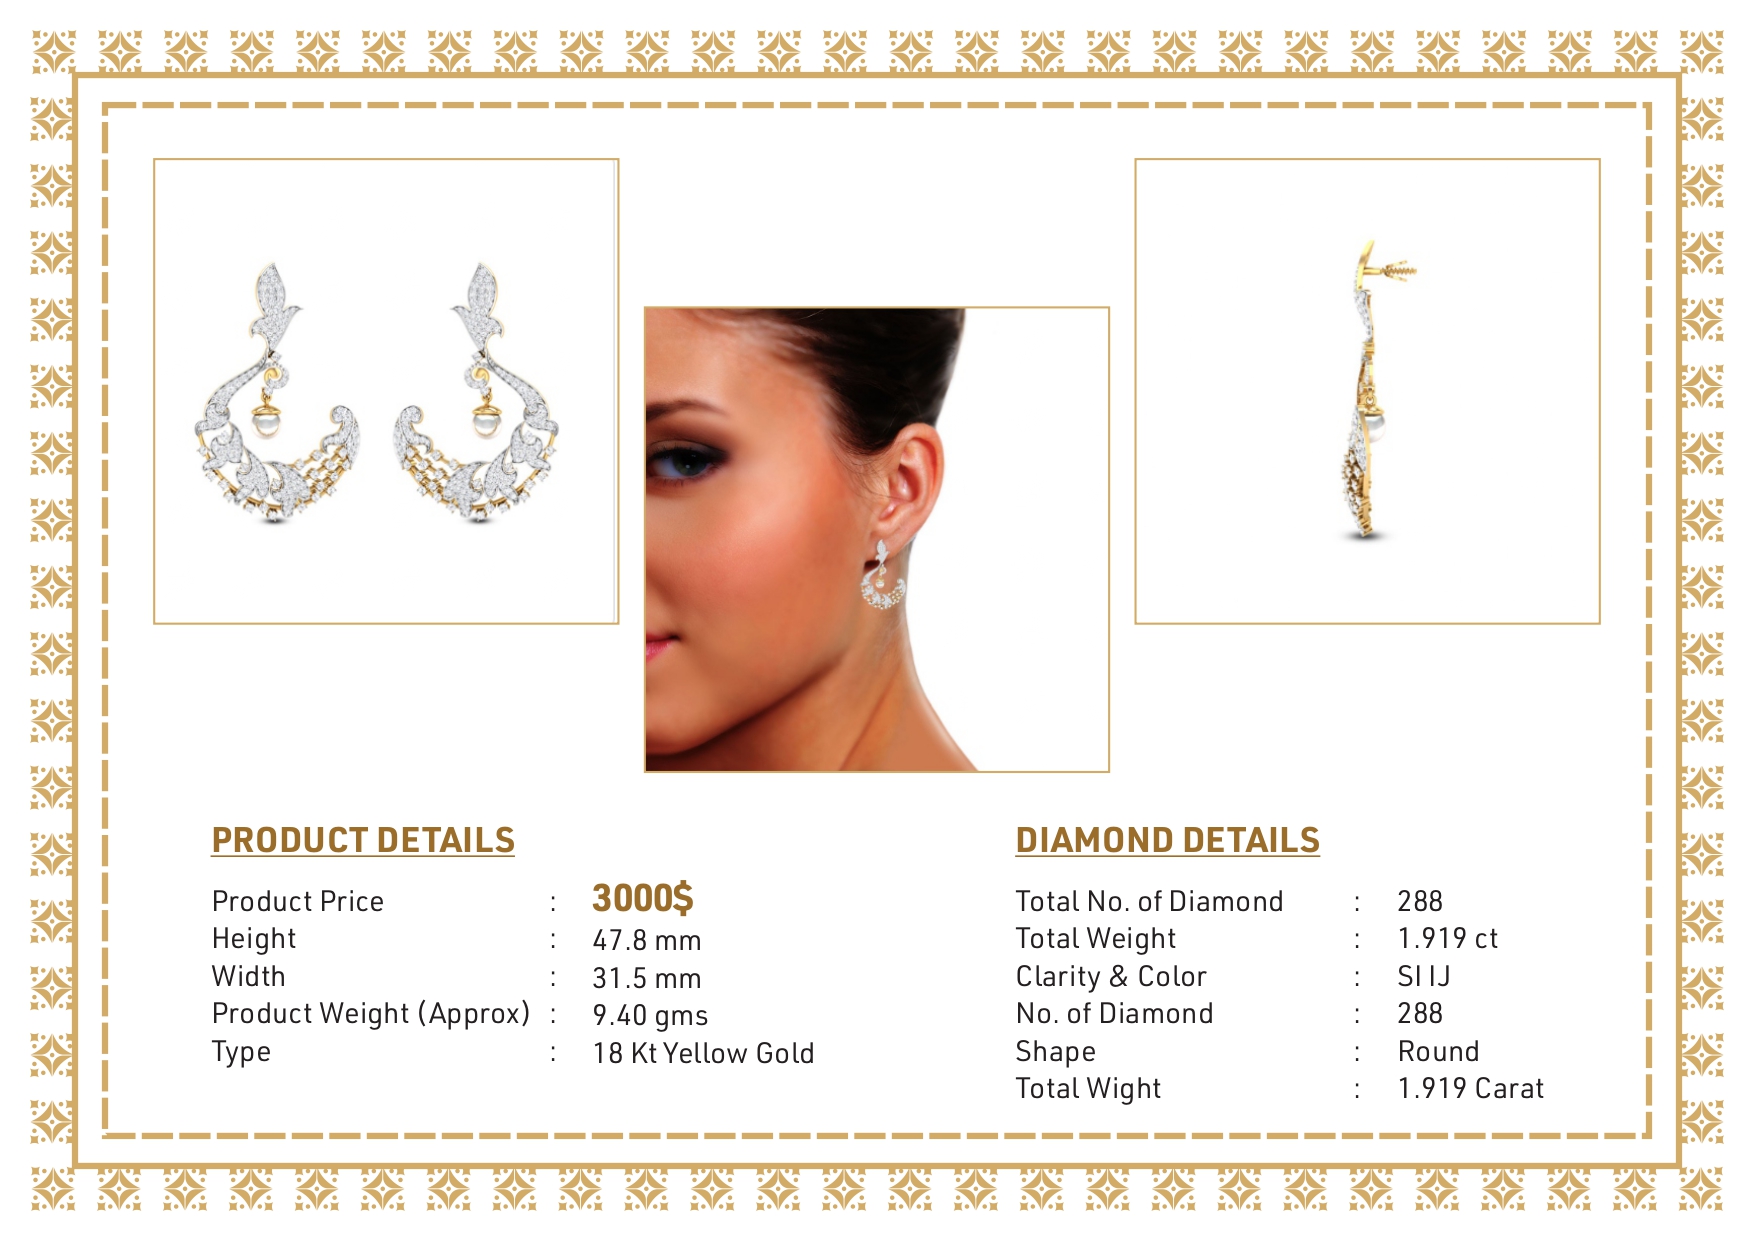 PRODUCT DETAILS
Product Price : 3000$
Height : 47.8 mm
Width : 31.5 mm
Product Weight (Approx) : 9.40 gms
Type : 18 Kt Yellow Gold
DIAMOND DETAILS
Total No. of Diamond : 288
Total Weight : 1.919 ct
Clarity & Color : SI IJ
No. of Diamond : 288
Shape : Round
Total Wight : 1.919 Carat